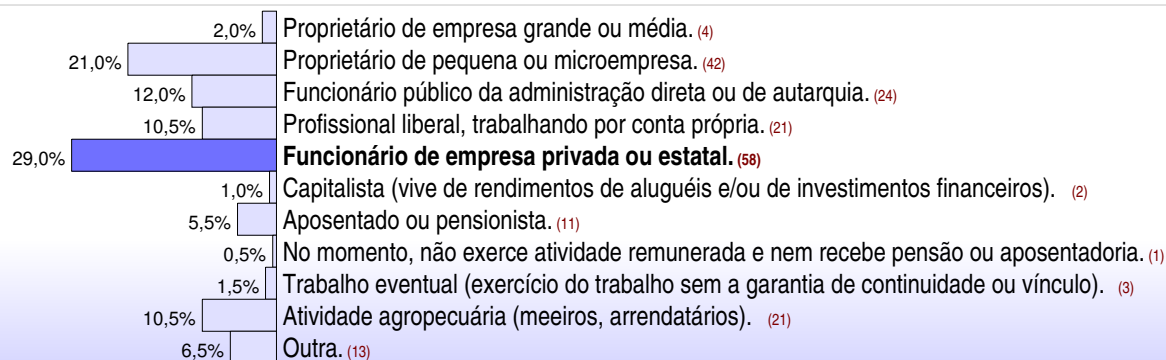 2,0% Proprietário de empresa grande ou média. (4)
21,0% Proprietário de pequena ou microempresa. (42)
12,0% Funcionário público da administração direta ou de autarquia. (24)
10,5% Profissional liberal, trabalhando por conta própria. (21)
29,0% Funcionário de empresa privada ou estatal. (58)
1,0% Capitalista (vive de rendimentos de aluguéis e/ou de investimentos financeiros). (2)
5,5% Aposentado ou pensionista. (11)
0,5% No momento, não exerce atividade remunerada e nem recebe pensão ou aposentadoria. (1)
1,5% Trabalho eventual (exercício do trabalho sem a garantia de continuidade ou vínculo). (3)
10,5% Atividade agropecuária (meeiros, arrendatários). (21)
6,5% Outra. (13)